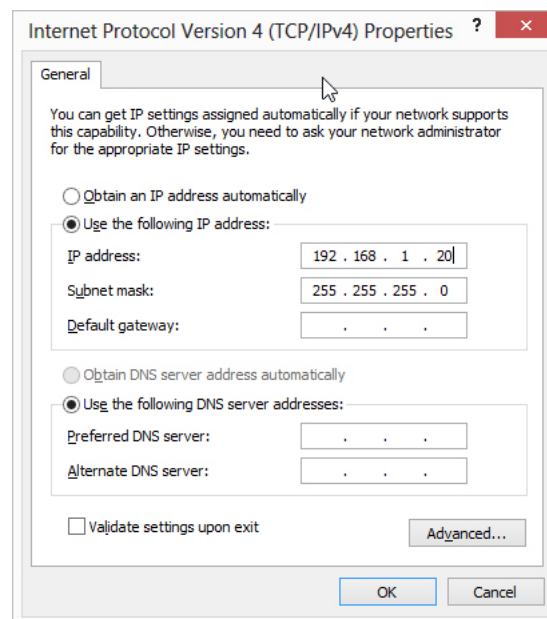 Internet Protocol Version 4 (TCP/IPv4) Properties ? ×
General
You can get IP settings assigned automatically if your network supports
this capability. Otherwise, you need to ask your network administrator
for the appropriate IP settings.
Obtain an IP address automatically
Use the following IP address:
IP address: 192 . 168 . 1 . 20
Subnet mask: 255 . 255 . 255 . 0
Default gateway: . . .
Obtain DNS server address automatically
Use the following DNS server addresses:
Preferred DNS server: . . .
Alternate DNS server: . . .
Validate settings upon exit
Advanced...
OK Cancel